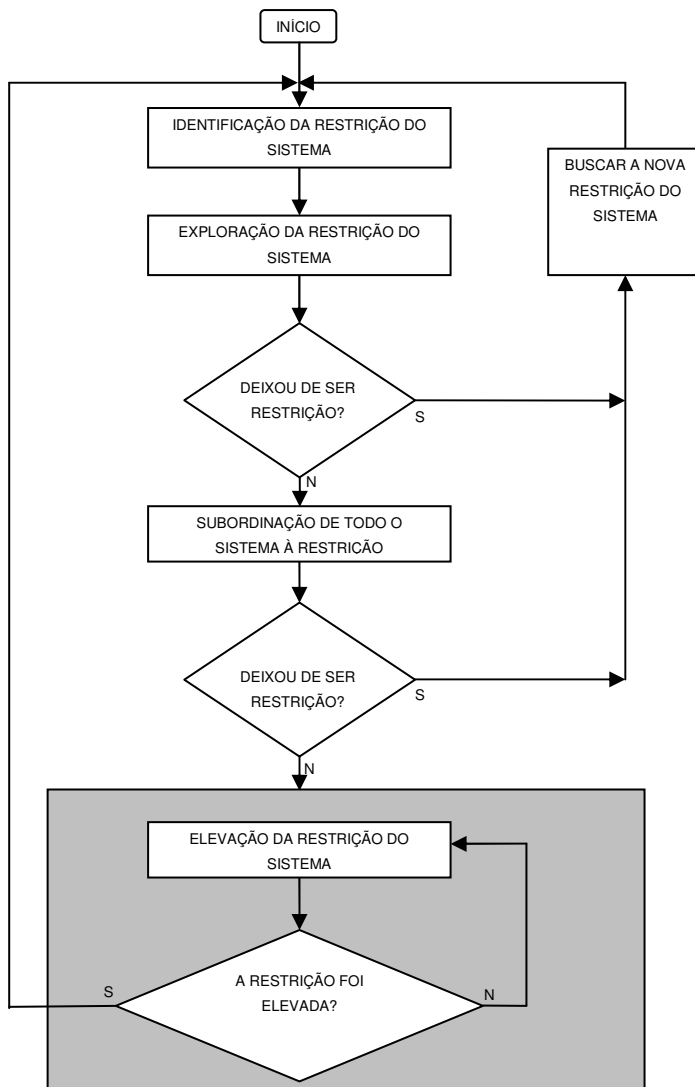 INÍCIO
IDENTIFICAÇÃO DA RESTRIÇÃO DO
SISTEMA
BUSCAR A NOVA
RESTRIÇÃO DO
SISTEMA
EXPLORAÇÃO DA RESTRIÇÃO DO
SISTEMA
DEIXOU DE SER
RESTRIÇÃO?
S
N
SUBORDINAÇÃO DE TODO O
SISTEMA À RESTRIÇÃO
DEIXOU DE SER
RESTRIÇÃO?
S
N
ELEVAÇÃO DA RESTRIÇÃO DO
SISTEMA
A RESTRIÇÃO FOI
ELEVADA?
S
N